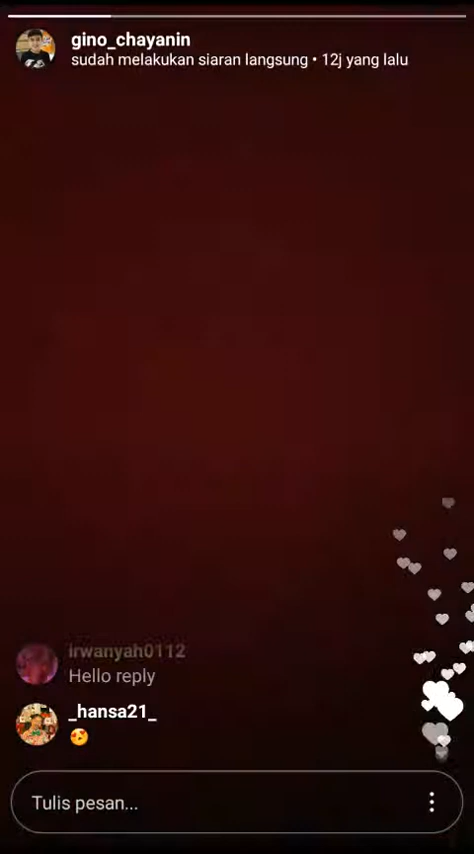 gino_chayanin
sudah melakukan siaran langsung • 12j yang lalu
irwanyah0112
Hello reply
_hansa21_
😍
Tulis pesan...